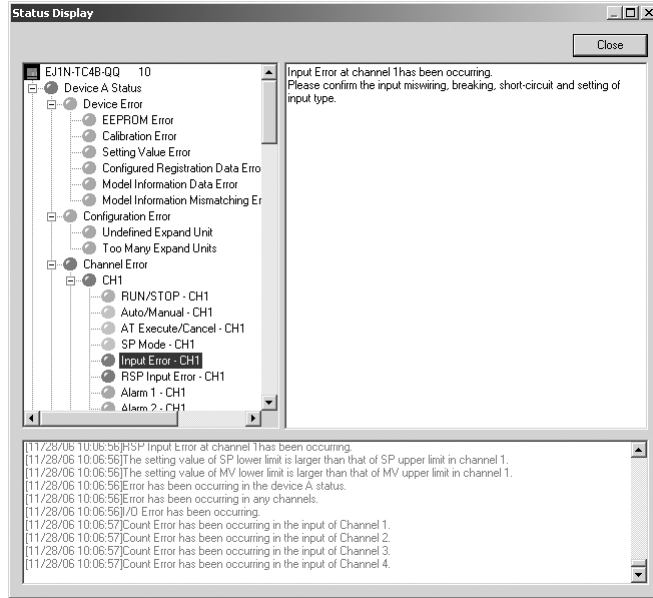 Status Display
Close
EJ1N-TC4B-QQ 10
Device A Status
Device Error
EEPROM Error
Calibration Error
Setting Value Error
Configured Registration Data Erro
Model Information Data Error
Model Information Mismatching Er
Configuration Error
Undefined Expand Unit
Too Many Expand Units
Channel Error
CH1
RUN/STOP - CH1
Auto/Manual - CH1
AT Execute/Cancel - CH1
SP Mode - CH1
Input Error - CH1
RSP Input Error - CH1
Alarm 1 - CH1
Alarm 2 - CH1
Input Error at channel 1has been occurring.
Please confirm the input miswiring, breaking, short-circuit and setting of
input type.
[11/28/06 10:06:56]RSP Input Error at channel 1has been occurring.
[11/28/06 10:06:56]The setting value of SP lower limit is larger than that of SP upper limit in channel 1.
[11/28/06 10:06:56]The setting value of MV lower limit is larger than that of MV upper limit in channel 1.
[11/28/06 10:06:56]Error has been occurring in the device A status.
[11/28/06 10:06:56]Error has been occurring in any channels.
[11/28/06 10:06:56]I/O Error has been occurring.
[11/28/06 10:06:57]Count Error has been occurring in the input of Channel 1.
[11/28/06 10:06:57]Count Error has been occurring in the input of Channel 2.
[11/28/06 10:06:57]Count Error has been occurring in the input of Channel 3.
[11/28/06 10:06:57]Count Error has been occurring in the input of Channel 4.